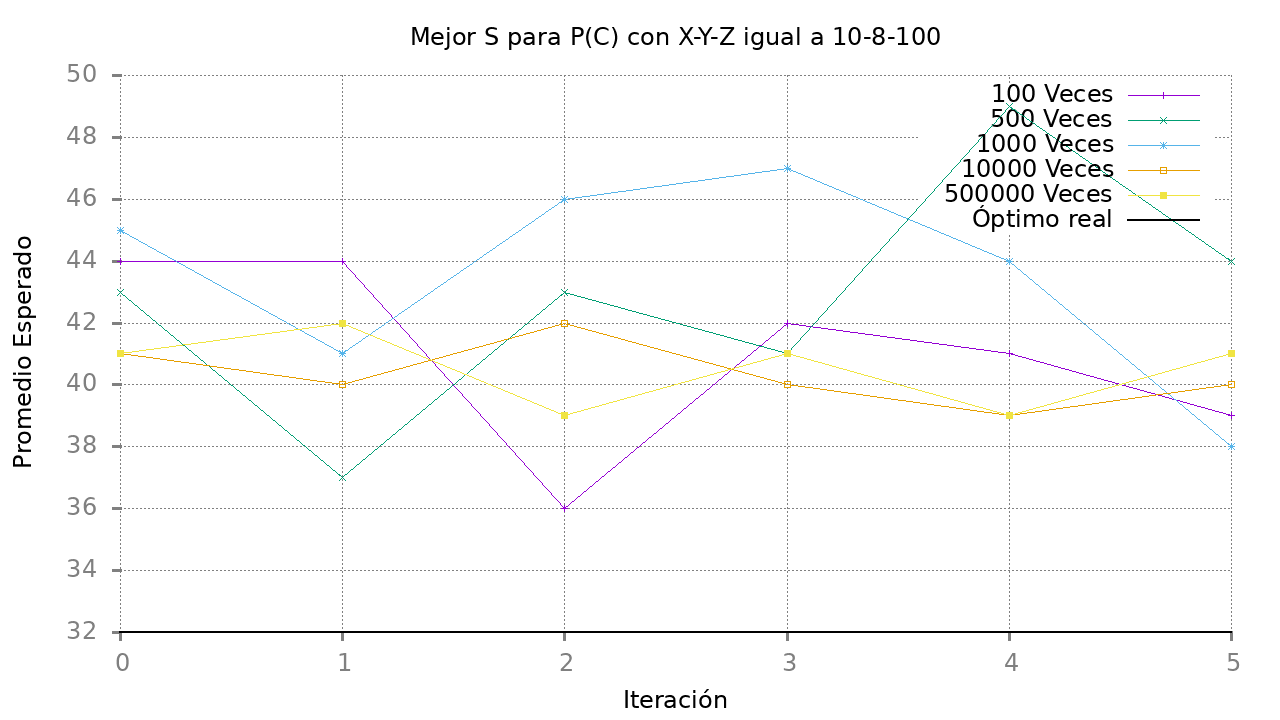 Mejor S para P(C) con X-Y-Z igual a 10-8-100
50
48
46
44
42
40
38
36
34
32
Promedio Esperado
100 Veces
500 Veces
1000 Veces
10000 Veces
500000 Veces
Óptimo real
0 1 2 3 4 5
Iteración